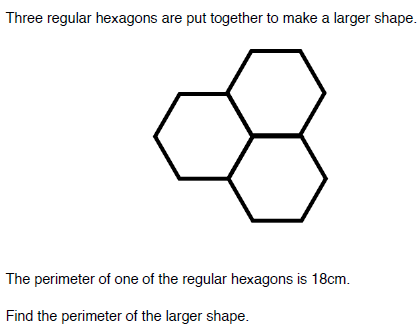 Three regular hexagons are put together to make a larger shape.
The perimeter of one of the regular hexagons is 18cm.
Find the perimeter of the larger shape.